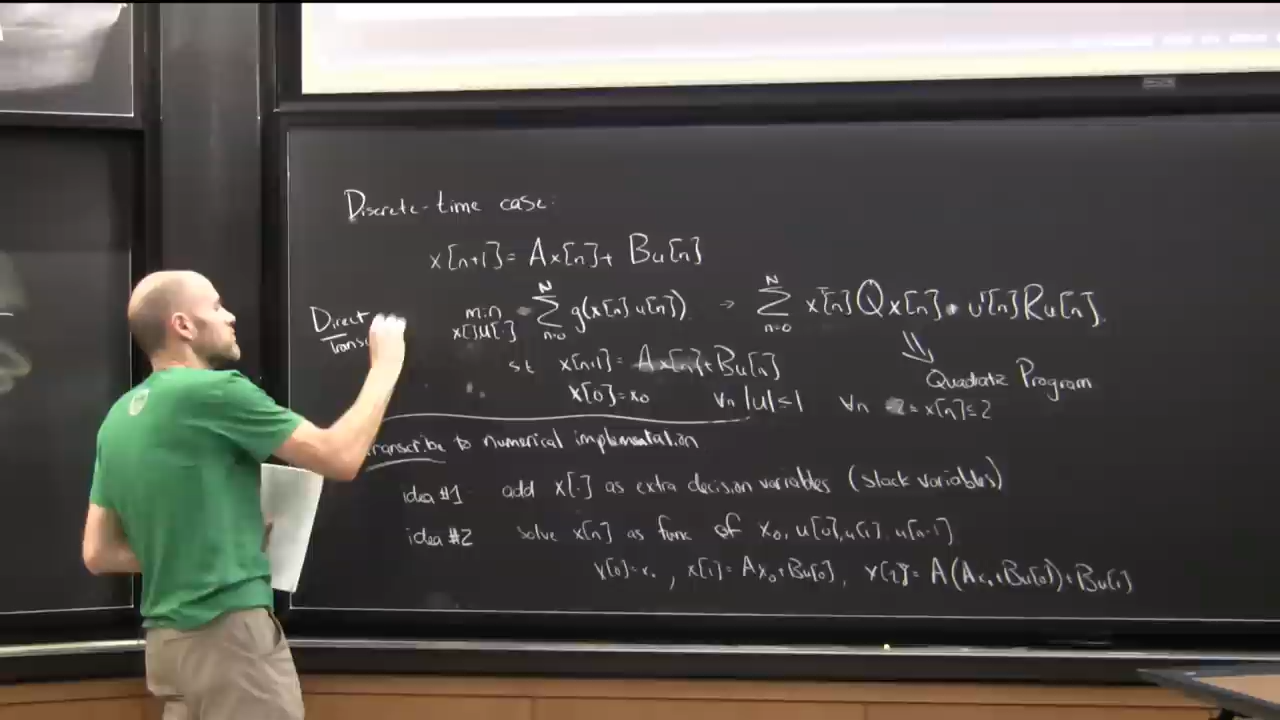 Discrete-time case:
x[n+1] = Ax[n] + Bu[n]
Direct
Trans
min x[·]u[·] N ∑ n=0 g(x[n] u[n]) → N ∑ n=0 xᵀ[n] Q x[n] + uᵀ[n] R u[n].
st x[n+1] = Ax[n] + Bu[n]
Quadratic Program
x[0] = x₀ ∀n |u| ≤ 1 ∀n x[n] ≤ 2
transcribe to numerical implementation
idea #1 add x[·] as extra decision variables (slack variables)
idea #2 solve x[n] as func of x₀, u[0], u[1], u[n-1]
x[0] = x₀, x[1] = Ax₀ + Bu[0], x[2] = A(Ax₀ + Bu[0]) + Bu[1]